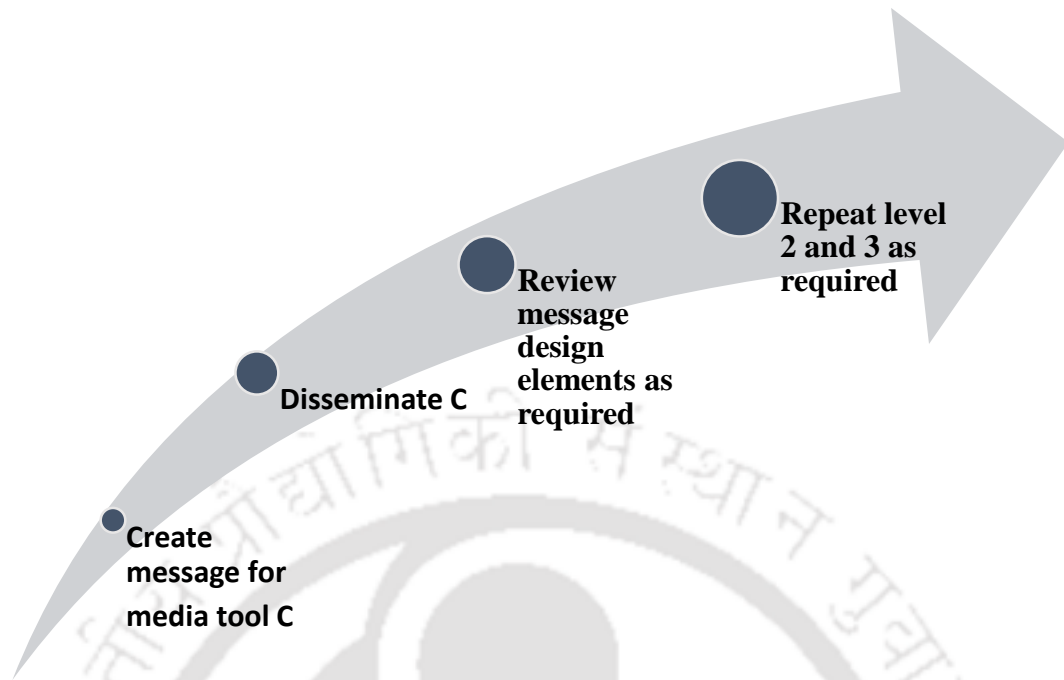 Repeat level
2 and 3 as
required
Review
message
design
elements as
required
Disseminate C
Create
message for
media tool C
प्रौद्योगिकी संस्थान